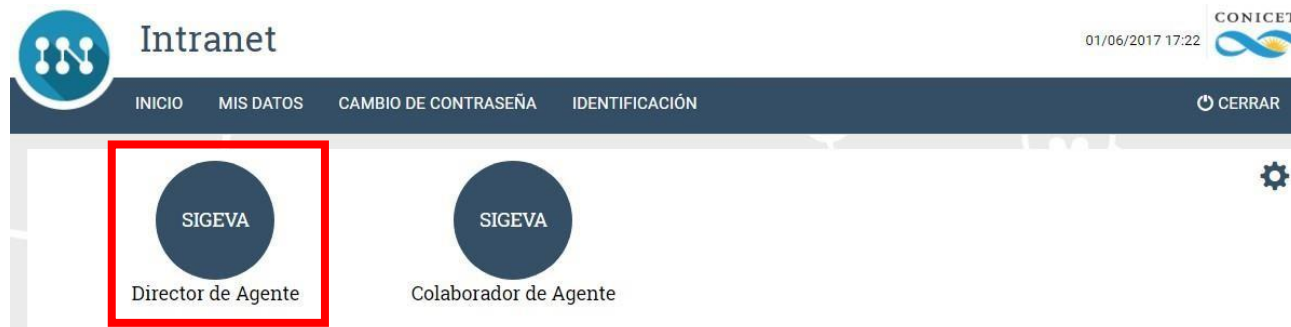 CONICET
Intranet
01/06/2017 17:22
INICIO MIS DATOS CAMBIO DE CONTRASEÑA IDENTIFICACIÓN CERRAR
SIGEVA SIGEVA
Director de Agente Colaborador de Agente